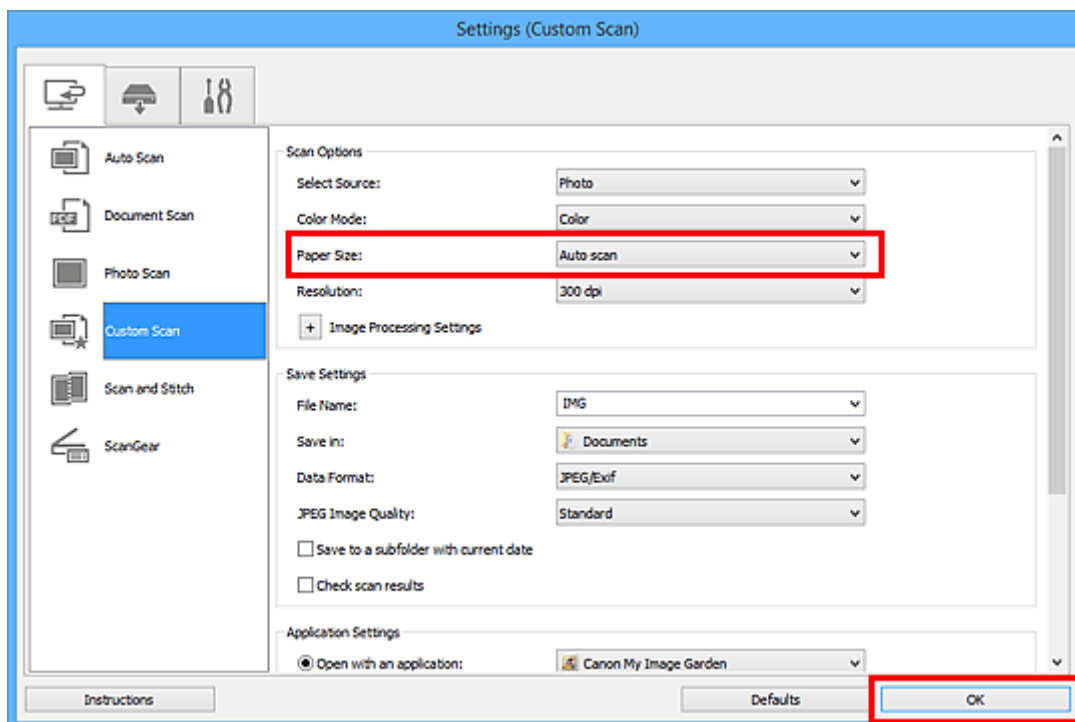 Settings (Custom Scan)
Auto Scan
Document Scan
Photo Scan
Custom Scan
Scan and Stitch
ScanGear
Scan Options
Select Source: Photo
Color Mode: Color
Paper Size: Auto scan
Resolution: 300 dpi
+ Image Processing Settings
Save Settings
File Name: IMG
Save in: Documents
Data Format: JPEG/Exif
JPEG Image Quality: Standard
Save to a subfolder with current date
Check scan results
Application Settings
Open with an application: Canon My Image Garden
Instructions Defaults OK